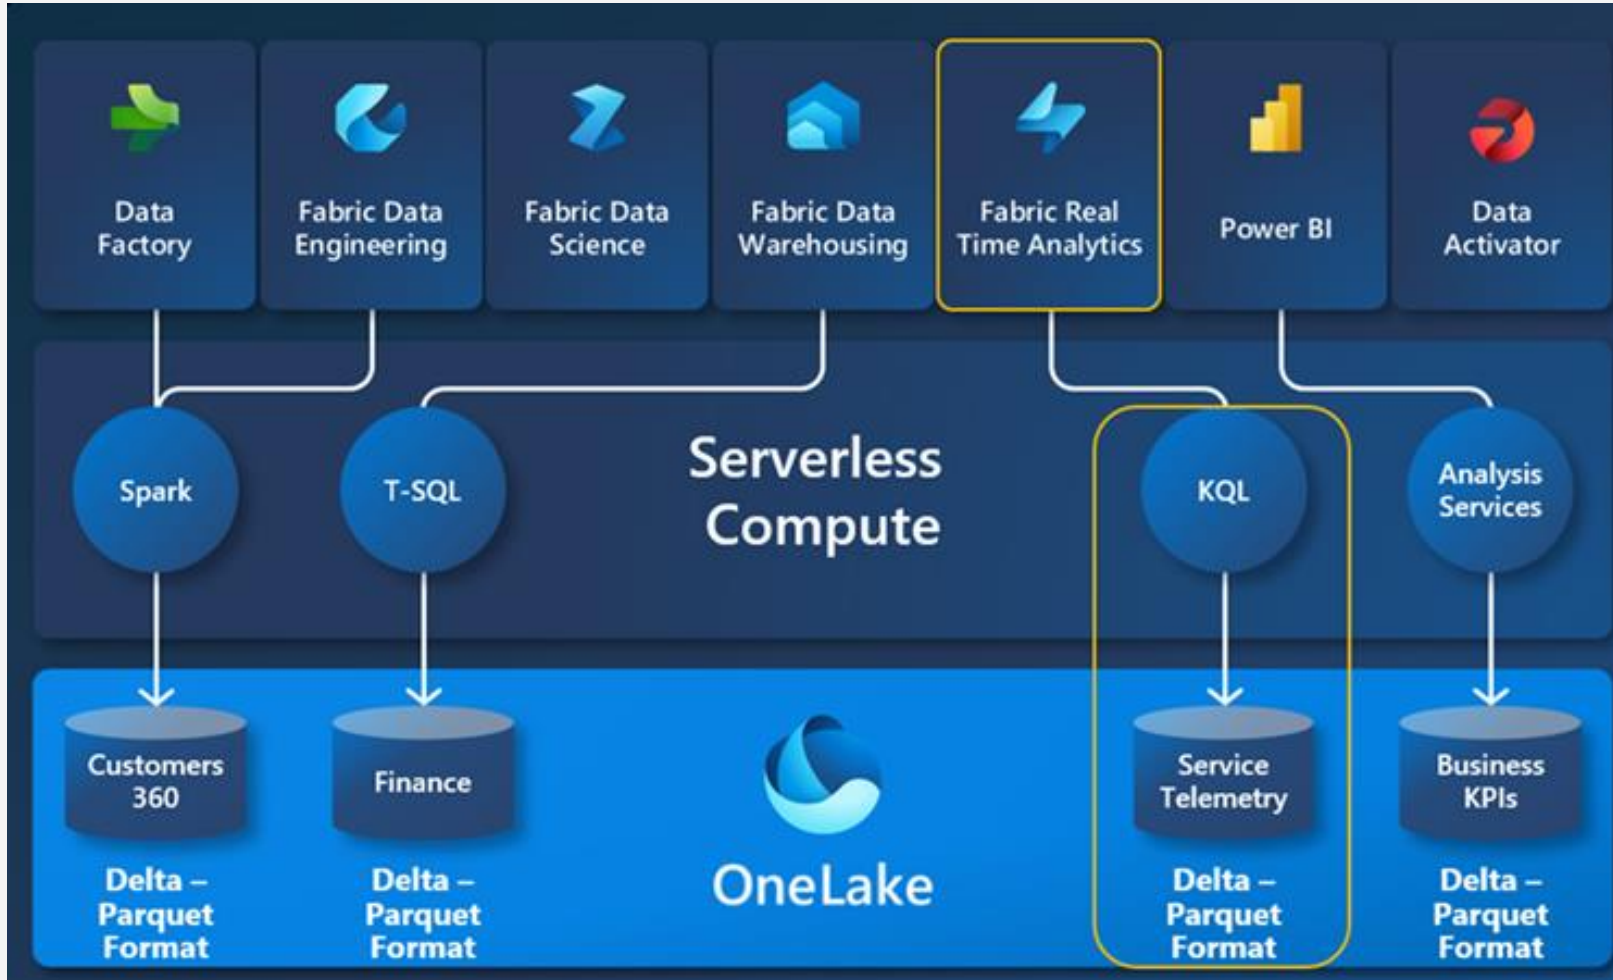 Data
Factory
Fabric Data
Engineering
Fabric Data
Science
Fabric Data
Warehousing
Fabric Real
Time Analytics
Power BI
Data
Activator
Spark
T-SQL
Serverless
Compute
KQL
Analysis
Services
Customers
360
Finance
OneLake
Service
Telemetry
Business
KPIs
Delta –
Parquet
Format
Delta –
Parquet
Format
Delta –
Parquet
Format
Delta –
Parquet
Format